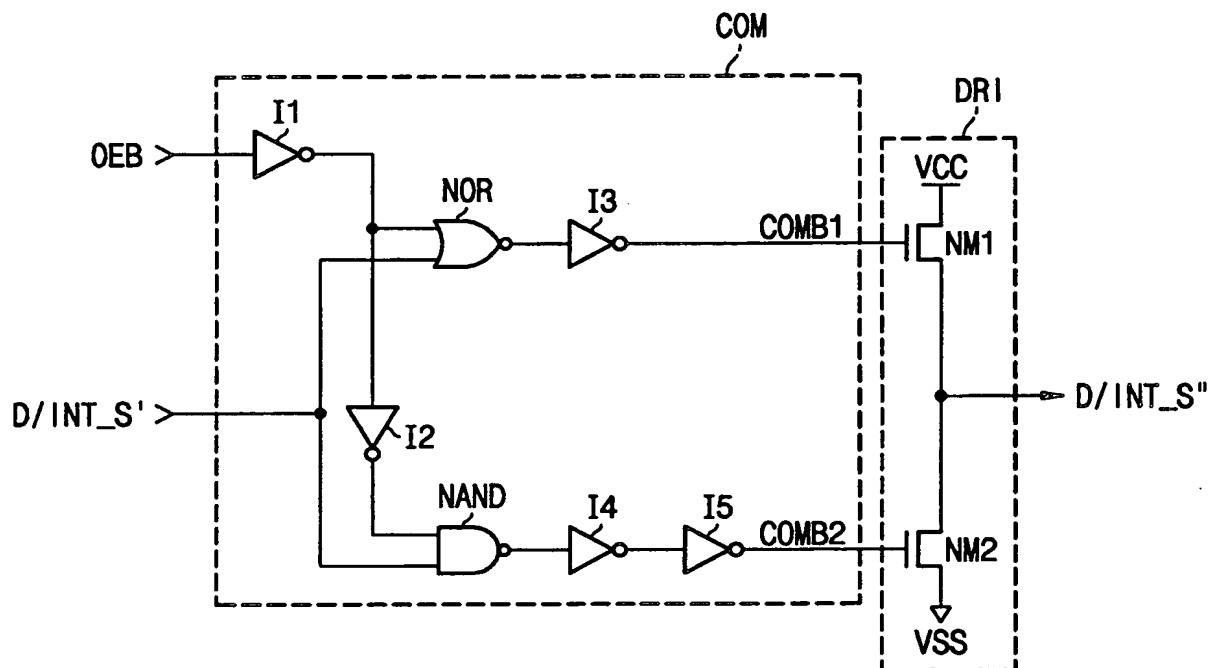 COM
DRI
I1
OEB
VCC
NOR
I3
COMB1
NM1
D/INT_S'
D/INT_S"
I2
NAND
I4
I5
COMB2
NM2
VSS